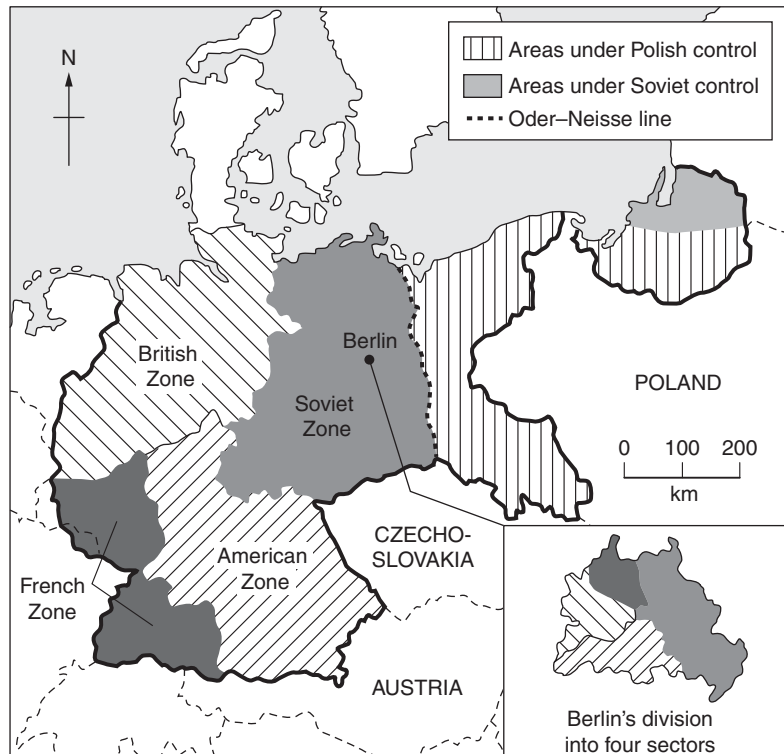 N
Areas under Polish control
Areas under Soviet control
Oder–Neisse line
British
Zone
Berlin
Soviet
Zone
POLAND
0 100 200
km
CZECHO-
SLOVAKIA
American
Zone
French
Zone
AUSTRIA
Berlin's division
into four sectors